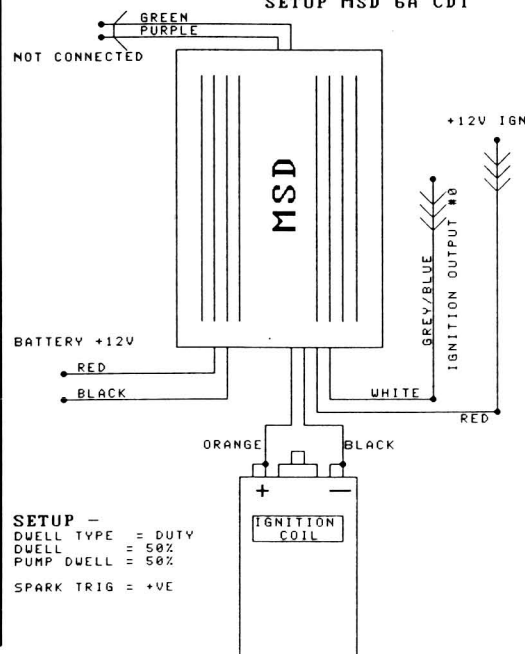 SETUP MSD 6A CDI
GREEN
PURPLE
NOT CONNECTED
+12V IGN
MSD
GREY/BLUE
IGNITION OUTPUT #0
BATTERY +12V
RED
BLACK
WHITE
RED
ORANGE
BLACK
+
—
IGNITION
COIL
SETUP -
DWELL TYPE = DUTY
DWELL = 50%
PUMP DWELL = 50%
SPARK TRIG = +VE